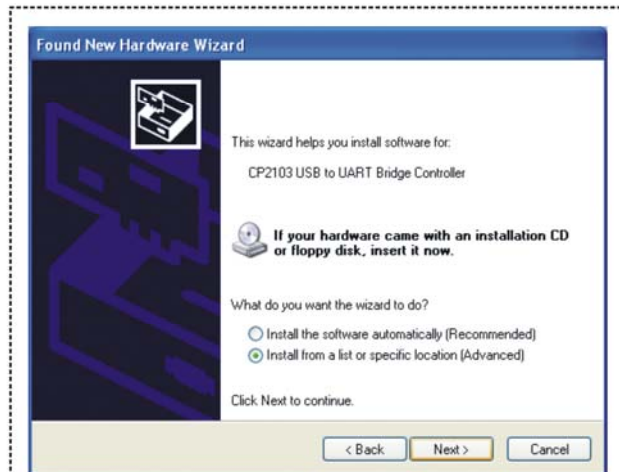 Found New Hardware Wizard
This wizard helps you install software for:
CP2103 USB to UART Bridge Controller
If your hardware came with an installation CD
or floppy disk, insert it now.
What do you want the wizard to do?
Install the software automatically (Recommended)
Install from a list or specific location (Advanced)
Click Next to continue.
< Back
Next >
Cancel